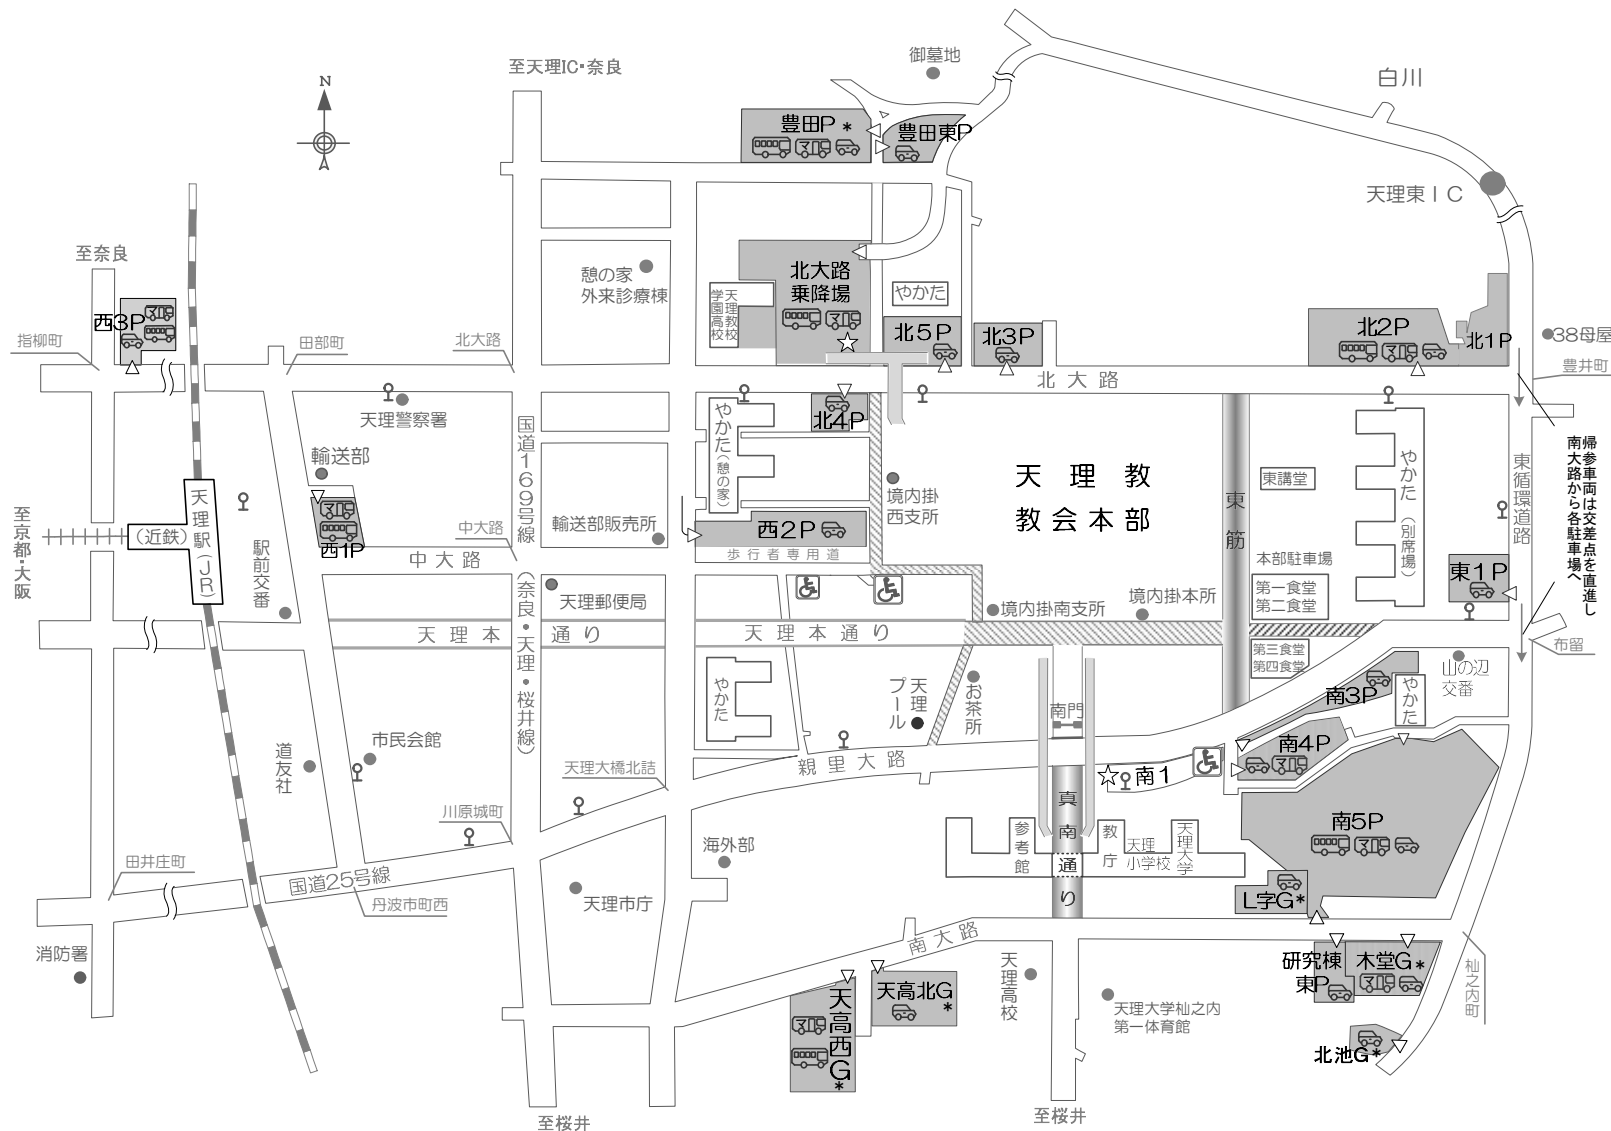 至天理IC・奈良
御墓地
白川
N
豊田P *
豊田東P
天理東IC
至奈良
憩の家
外来診療棟
天理教校
学園高校
北大路
乗降場
やかた
西3P
指柳町
田部町
北大路
北5P
北3P
北2P
北1P
38母屋
豊井町
北大路
天理警察署
北4P
やかた(憩の家)
国道169号線(奈良・天理・桜井線)
輸送部
天理教
教会本部
東筋
東講堂
やかた(別席場)
東循環道路
帰参車両は交差点を直進し
南大路から各駐車場へ
境内掛
西支所
至京都・大阪
(近鉄)
天理駅(JR)
西1P
中大路
中大路
輸送部販売所
西2P
歩行者専用道
駅前交番
天理郵便局
本部駐車場
第一食堂
第二食堂
東1P
境内掛南支所
境内掛本所
天理本通り
天理本通り
第三食堂
第四食堂
布留
山の辺
交番
やかた
やかた
天理
プール
お茶所
南門
南3P
南4P
道友社
市民会館
天理大橋北詰
親里大路
南1
川原城町
真南通り
南5P
田井庄町
国道25号線
丹波市町西
海外部
参考館
教庁
天理
小学校
天理大学
L字G*
天理市庁
消防署
南大路
天理高校
研究棟
東P
木堂G*
杣之内町
天高西G*
天高北G
*
天理大学杣之内
第一体育館
北池G*
至桜井
至桜井